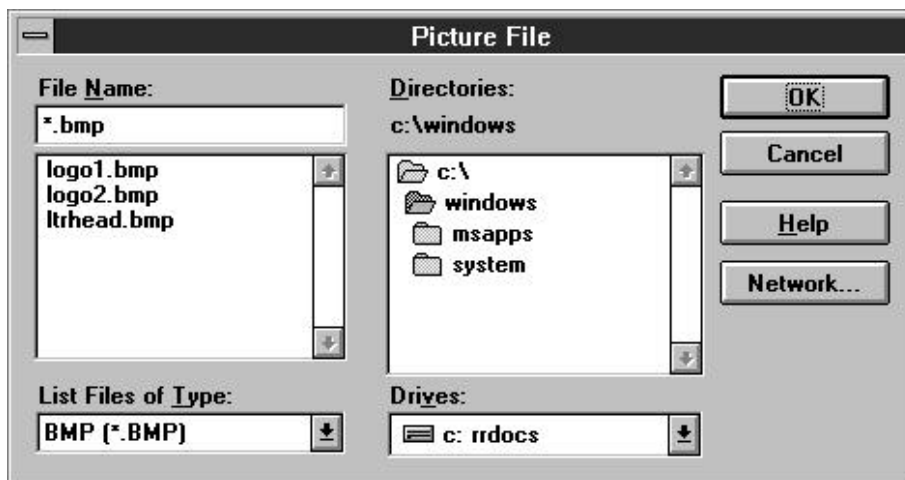 Picture File
File Name:
*.bmp
logo1.bmp
logo2.bmp
ltrhead.bmp
List Files of Type:
BMP (*.BMP)
Directories:
c:\windows
c:\
windows
msapps
system
Drives:
c: rrdocs
OK
Cancel
Help
Network...